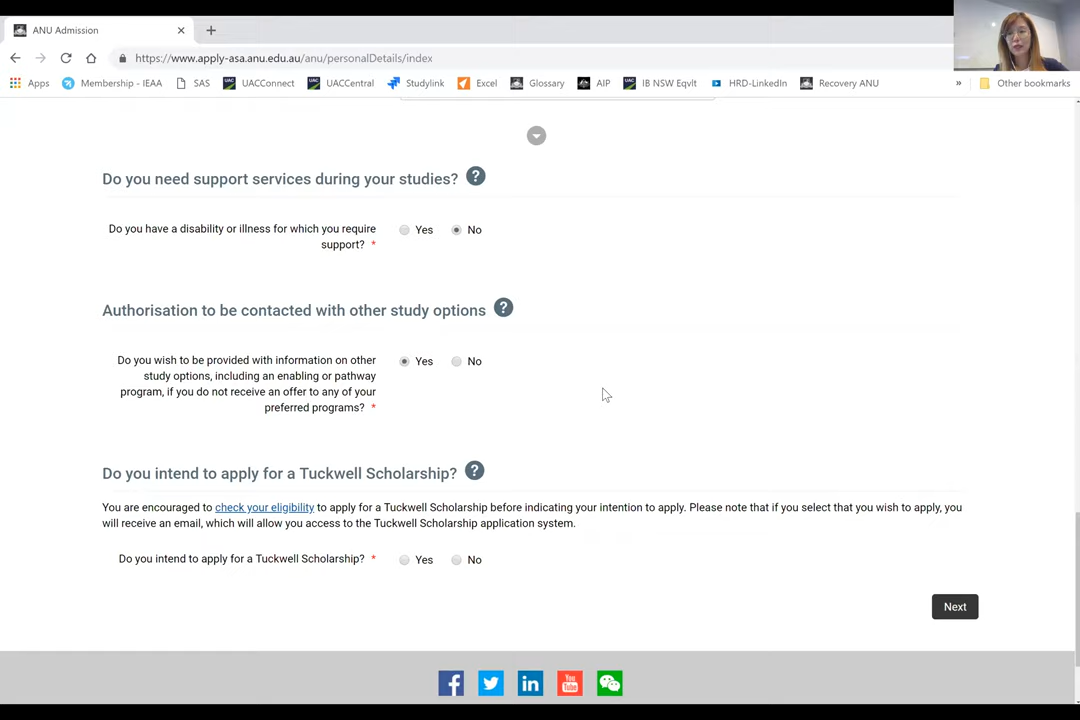 ANU Admission
https://www.apply-asa.anu.edu.au/anu/personalDetails/index
Apps Membership - IEAA SAS UACConnect UACCentral Studylink Excel Glossary AIP IB NSW Eqvlt HRD-LinkedIn Recovery ANU » Other bookmarks
Do you need support services during your studies? ?
Do you have a disability or illness for which you require
support? *
Yes No
Authorisation to be contacted with other study options ?
Do you wish to be provided with information on other
study options, including an enabling or pathway
program, if you do not receive an offer to any of your
preferred programs? *
Yes No
Do you intend to apply for a Tuckwell Scholarship? ?
You are encouraged to check your eligibility to apply for a Tuckwell Scholarship before indicating your intention to apply. Please note that if you select that you wish to apply, you
will receive an email, which will allow you access to the Tuckwell Scholarship application system.
Do you intend to apply for a Tuckwell Scholarship? * Yes No
Next
You Tube